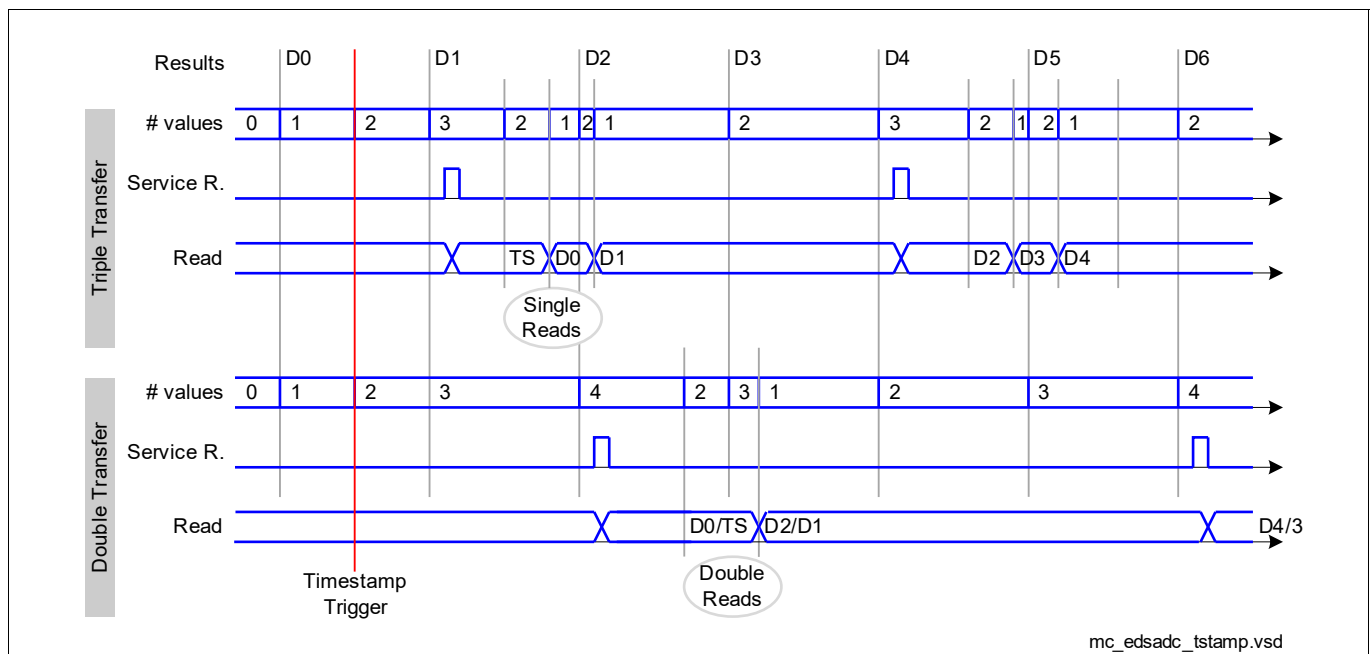 Results D0 D1 D2 D3 D4 D5 D6
Triple Transfer
# values 0 1 2 3 2 1 2 1 2 3 2 1 2 1 2
Service R.
Read TS D0 D1 D2 D3 D4
Single
Reads
Double Transfer
# values 0 1 2 3 4 2 3 1 2 3 4
Service R.
Read D0/TS D2/D1 D4/3
Timestamp
Trigger
Double
Reads
mc_edsadc_tstamp.vsd